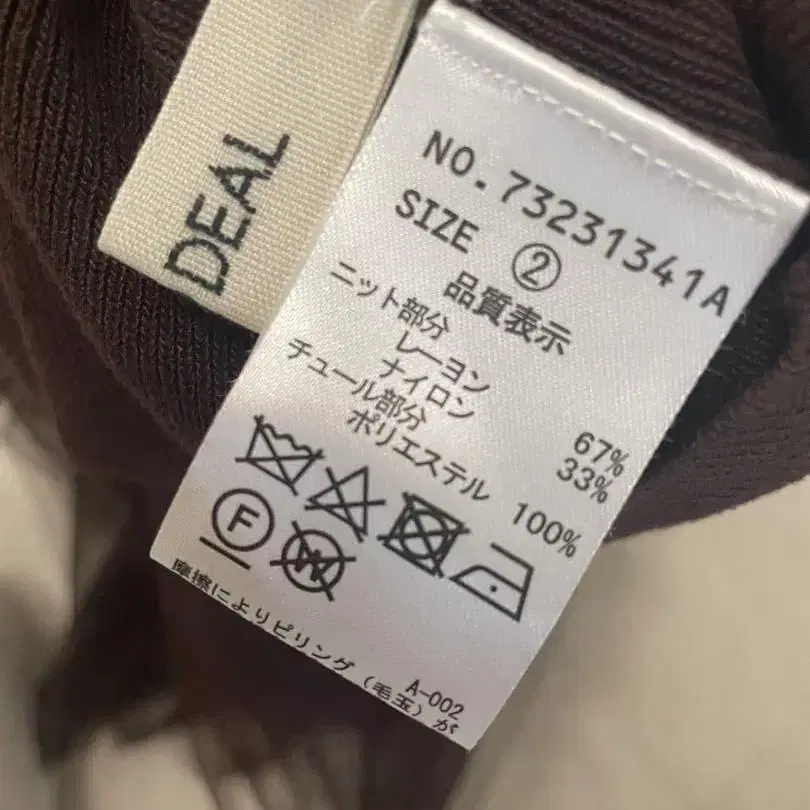 DEAL
NO.73231341A
SIZE ②
品質表示
ニット部分
レーヨン 67%
ナイロン 33%
チュール部分
ポリエステル 100%
F W
摩擦によりピリング(毛玉)が
A-002